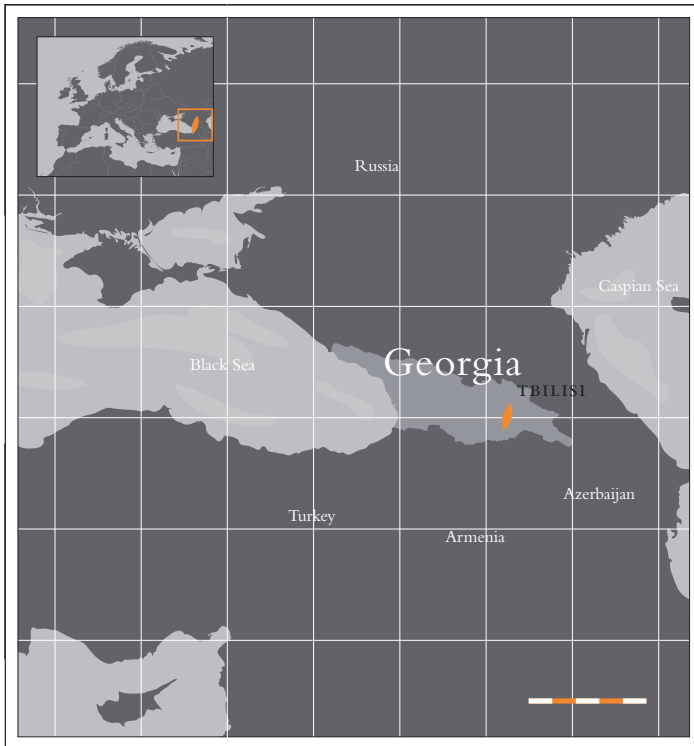 Russia
Caspian Sea
Georgia
Black Sea
TBILISI
Azerbaijan
Turkey
Armenia